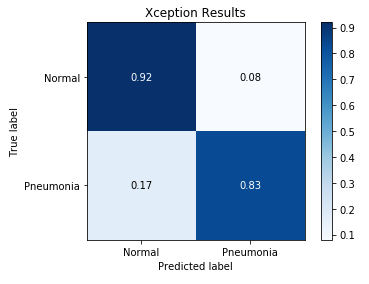 Xception Results
True label
Normal
0.92
0.08
Pneumonia
0.17
0.83
Normal
Pneumonia
Predicted label
0.9
0.8
0.7
0.6
0.5
0.4
0.3
0.2
0.1